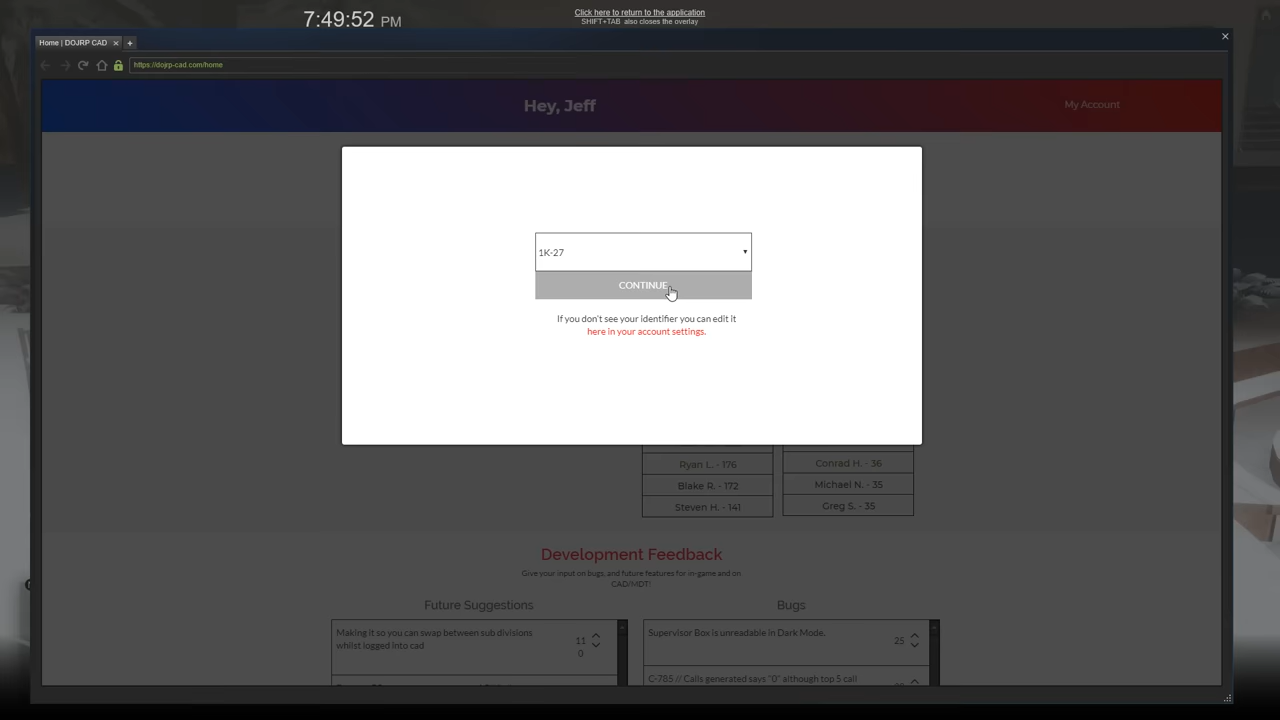 7:49:52 PM
Click here to return to the application
SHIFT+TAB also closes the overlay
Home | DOJRP CAD
https://dojrp-cad.com/home
Hey, Jeff
My Account
1K-27
CONTINUE
If you don't see your identifier you can edit it
here in your account settings.
Ryan L. - 176
Conrad H. - 36
Blake R. - 172
Michael N. - 35
Steven H. - 141
Greg S. - 35
Development Feedback
Give your input on bugs, and future features for in-game and on
CAD/MDT!
Future Suggestions
Bugs
Making it so you can swap between sub divisions
whilst logged into cad
11
0
Supervisor Box is unreadable in Dark Mode.
25
C-785 // Calls generated says "0" although top 5 call